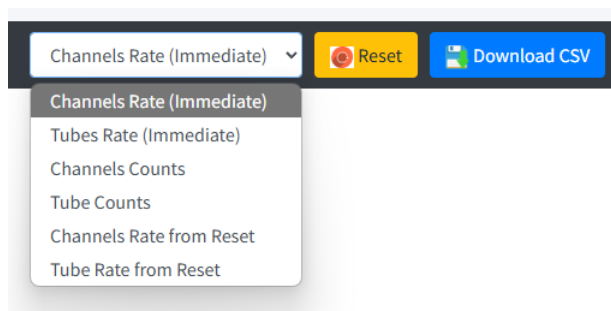 Channels Rate (Immediate) Reset Download CSV
Channels Rate (Immediate)
Tubes Rate (Immediate)
Channels Counts
Tube Counts
Channels Rate from Reset
Tube Rate from Reset